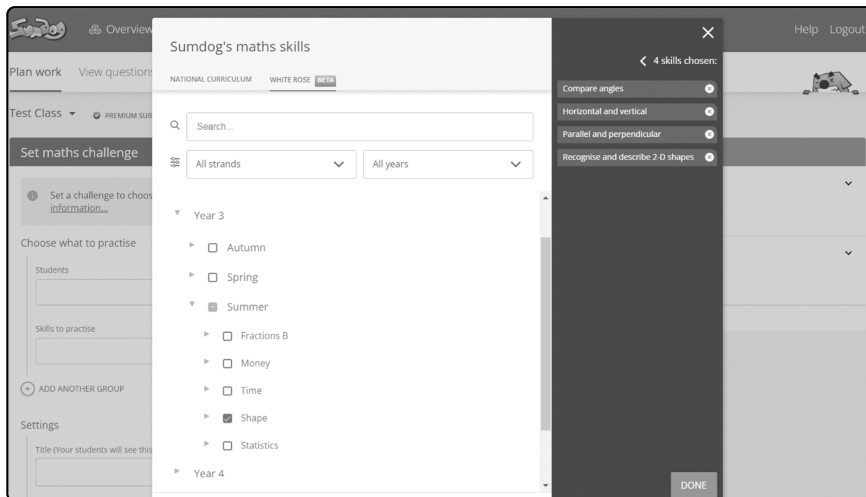 Sumdog
Overview
Help Logout
Plan work View questions
Test Class PREMIUM SUB
Set maths challenge
Set a challenge to choos
information...
Choose what to practise
Students
Skills to practise
ADD ANOTHER GROUP
Settings
Title (Your students will see this
Sumdog's maths skills
NATIONAL CURRICULUM WHITE ROSE BETA
Search...
All strands All years
Year 3
Autumn
Spring
Summer
Fractions B
Money
Time
Shape
Statistics
Year 4
4 skills chosen:
Compare angles
Horizontal and vertical
Parallel and perpendicular
Recognise and describe 2-D shapes
DONE